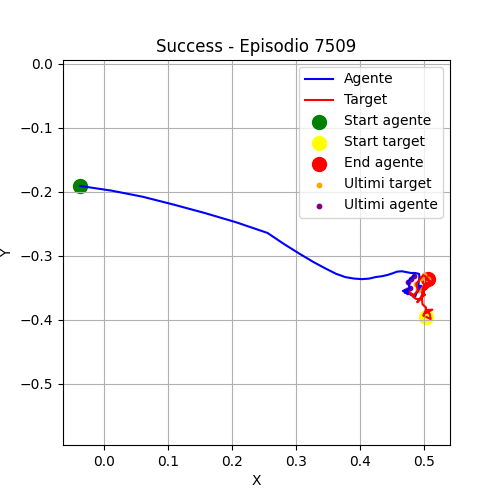 Success - Episodio 7509
Agente
Target
Start agente
Start target
End agente
Ultimi target
Ultimi agente
0.0
−0.1
−0.2
−0.3
−0.4
−0.5
Y
0.0 0.1 0.2 0.3 0.4 0.5
X